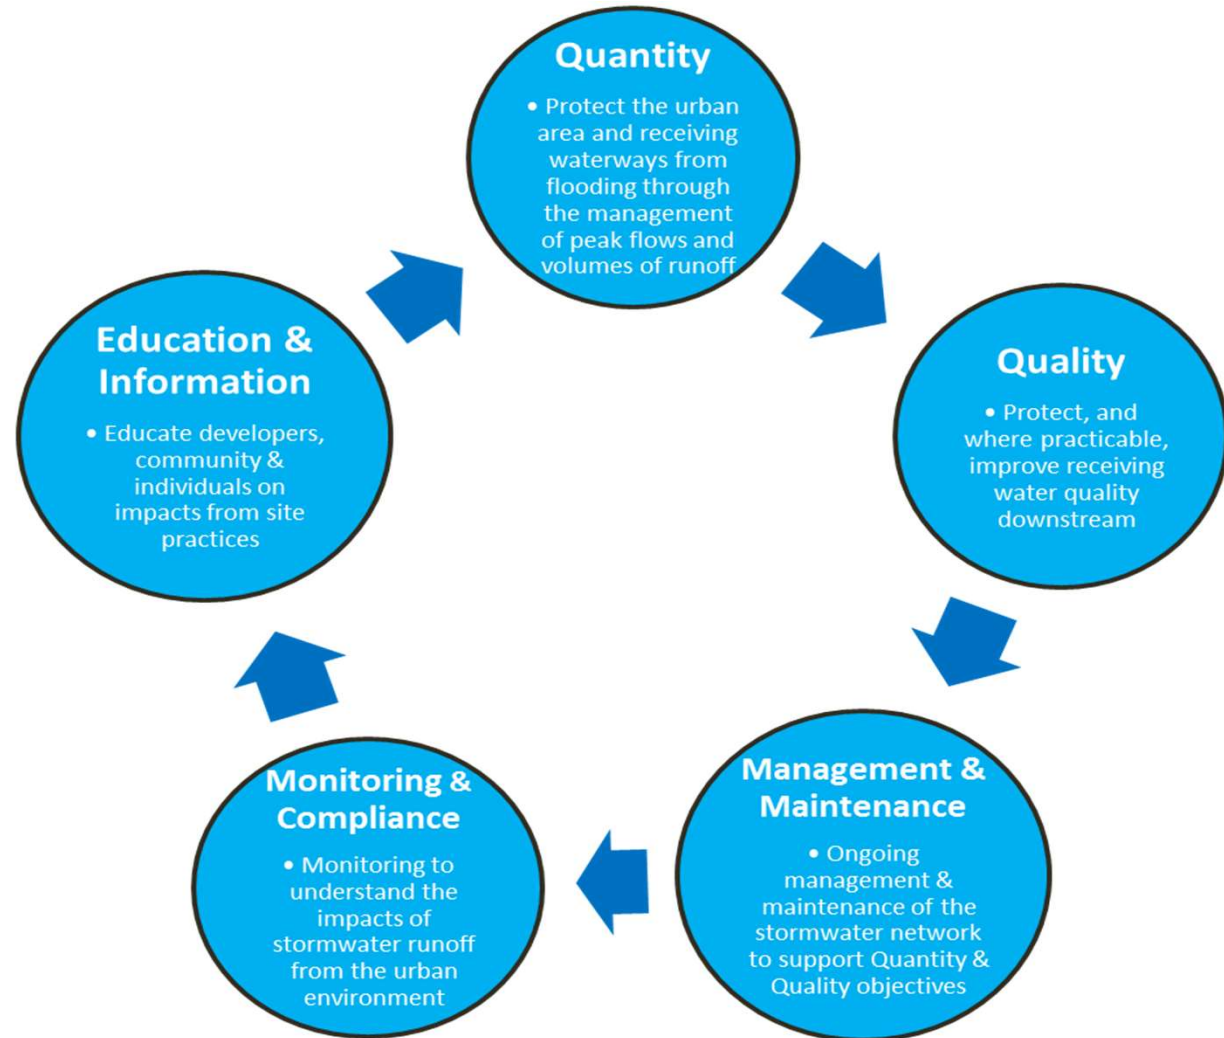 Quantity
• Protect the urban
area and receiving
waterways from
flooding through
the management
of peak flows and
volumes of runoff
Quality
• Protect, and
where practicable,
improve receiving
water quality
downstream
Management &
Maintenance
• Ongoing
management &
maintenance of the
stormwater network
to support Quantity &
Quality objectives
Monitoring &
Compliance
• Monitoring to
understand the
impacts of
stormwater runoff
from the urban
environment
Education &
Information
• Educate developers,
community &
individuals on
impacts from site
practices